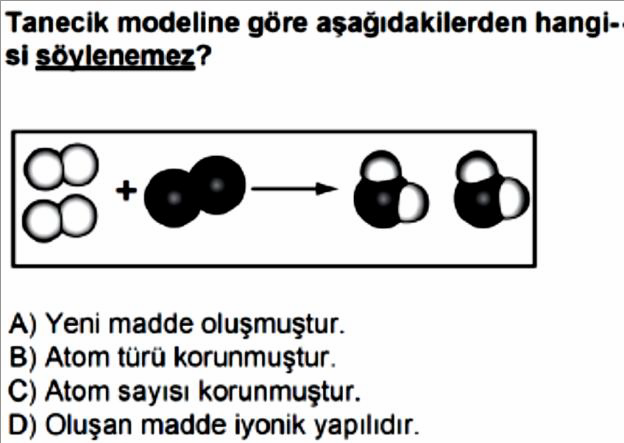 Tanecik modeline göre aşağıdakilerden hangi-
si söylenemez?
+
A) Yeni madde oluşmuştur.
B) Atom türü korunmuştur.
C) Atom sayısı korunmuştur.
D) Oluşan madde iyonik yapılıdır.